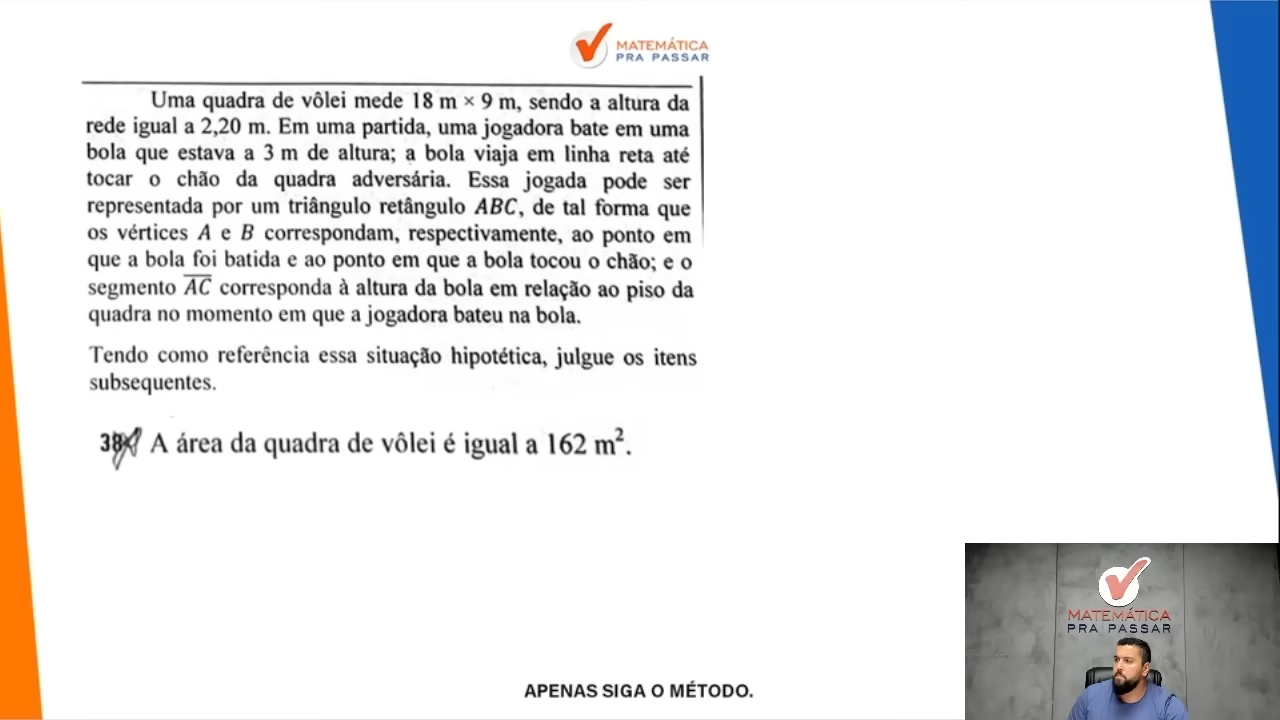 MATEMÁTICA
PRA PASSAR
Uma quadra de vôlei mede 18 m × 9 m, sendo a altura da
rede igual a 2,20 m. Em uma partida, uma jogadora bate em uma
bola que estava a 3 m de altura; a bola viaja em linha reta até
tocar o chão da quadra adversária. Essa jogada pode ser
representada por um triângulo retângulo ABC, de tal forma que
os vértices A e B correspondam, respectivamente, ao ponto em
que a bola foi batida e ao ponto em que a bola tocou o chão; e o
segmento A̅C̅ corresponda à altura da bola em relação ao piso da
quadra no momento em que a jogadora bateu na bola.
Tendo como referência essa situação hipotética, julgue os itens
subsequentes.
38 A área da quadra de vôlei é igual a 162 m².
MATEMÁTICA
PRA PASSAR
APENAS SIGA O MÉTODO.